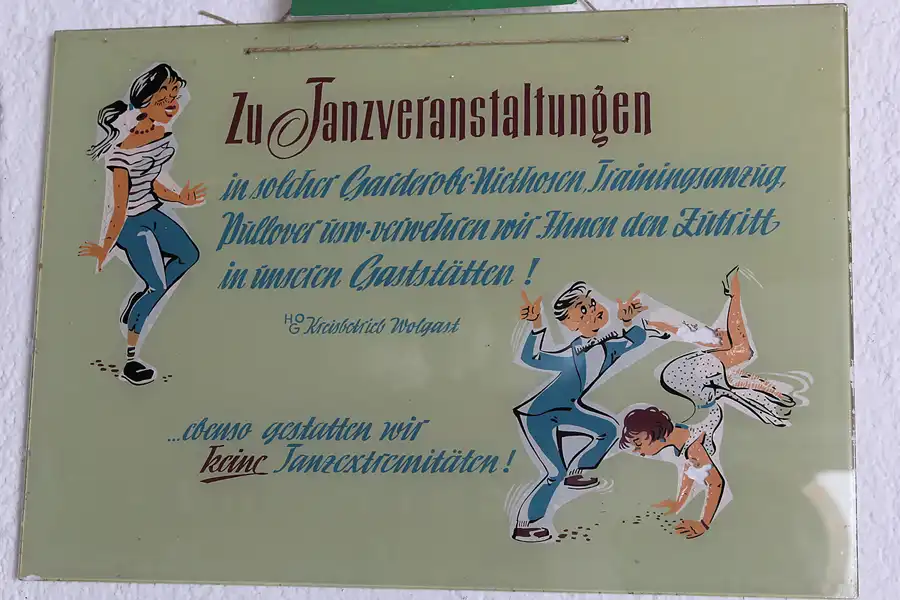 Zu Tanzveranstaltungen
in solcher Garderobe-Niethosen, Trainingsanzug,
Pullover usw-verwehren wir Ihnen den Zutritt
in unseren Gaststätten!
HOG Kreisbetrieb Wolgast
...ebenso gestatten wir
keine Tanzextremitäten!